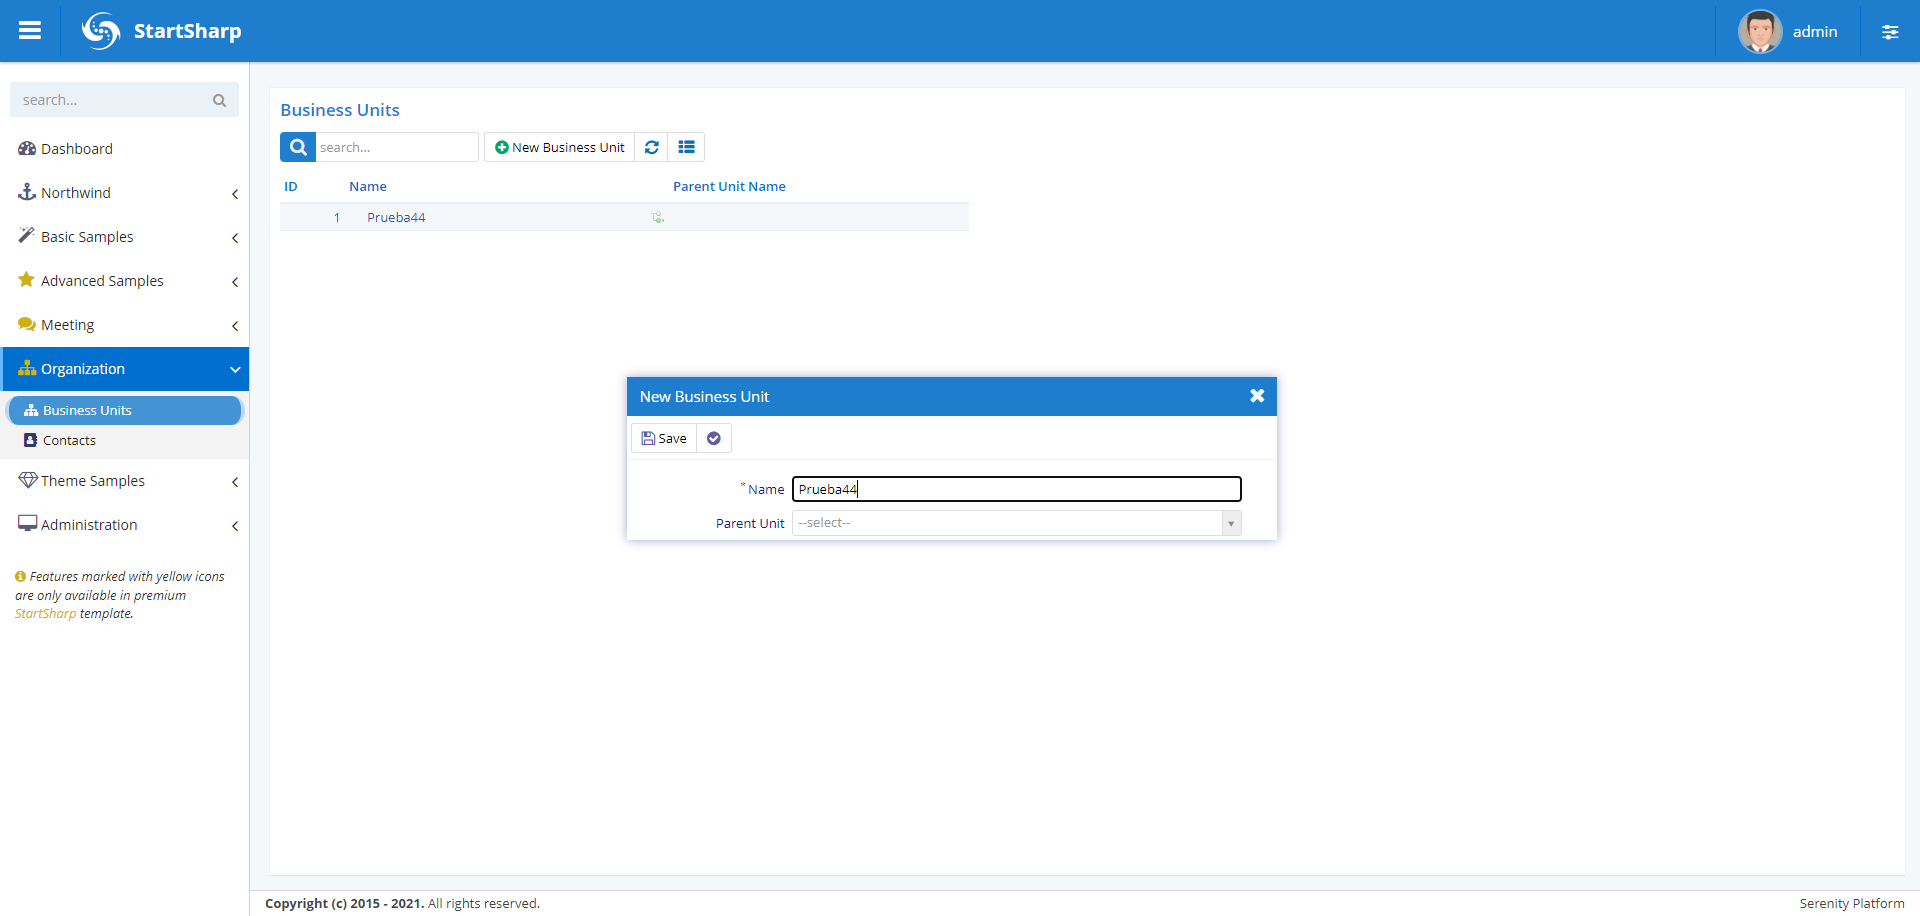 StartSharp
admin
search...
Dashboard
Northwind
Basic Samples
Advanced Samples
Meeting
Organization
Business Units
Contacts
Theme Samples
Administration
Features marked with yellow icons
are only available in premium
StartSharp template.
Business Units
search...
New Business Unit
ID Name Parent Unit Name
1 Prueba44
New Business Unit
Save
* Name Prueba44
Parent Unit --select--
Copyright (c) 2015 - 2021. All rights reserved.
Serenity Platform